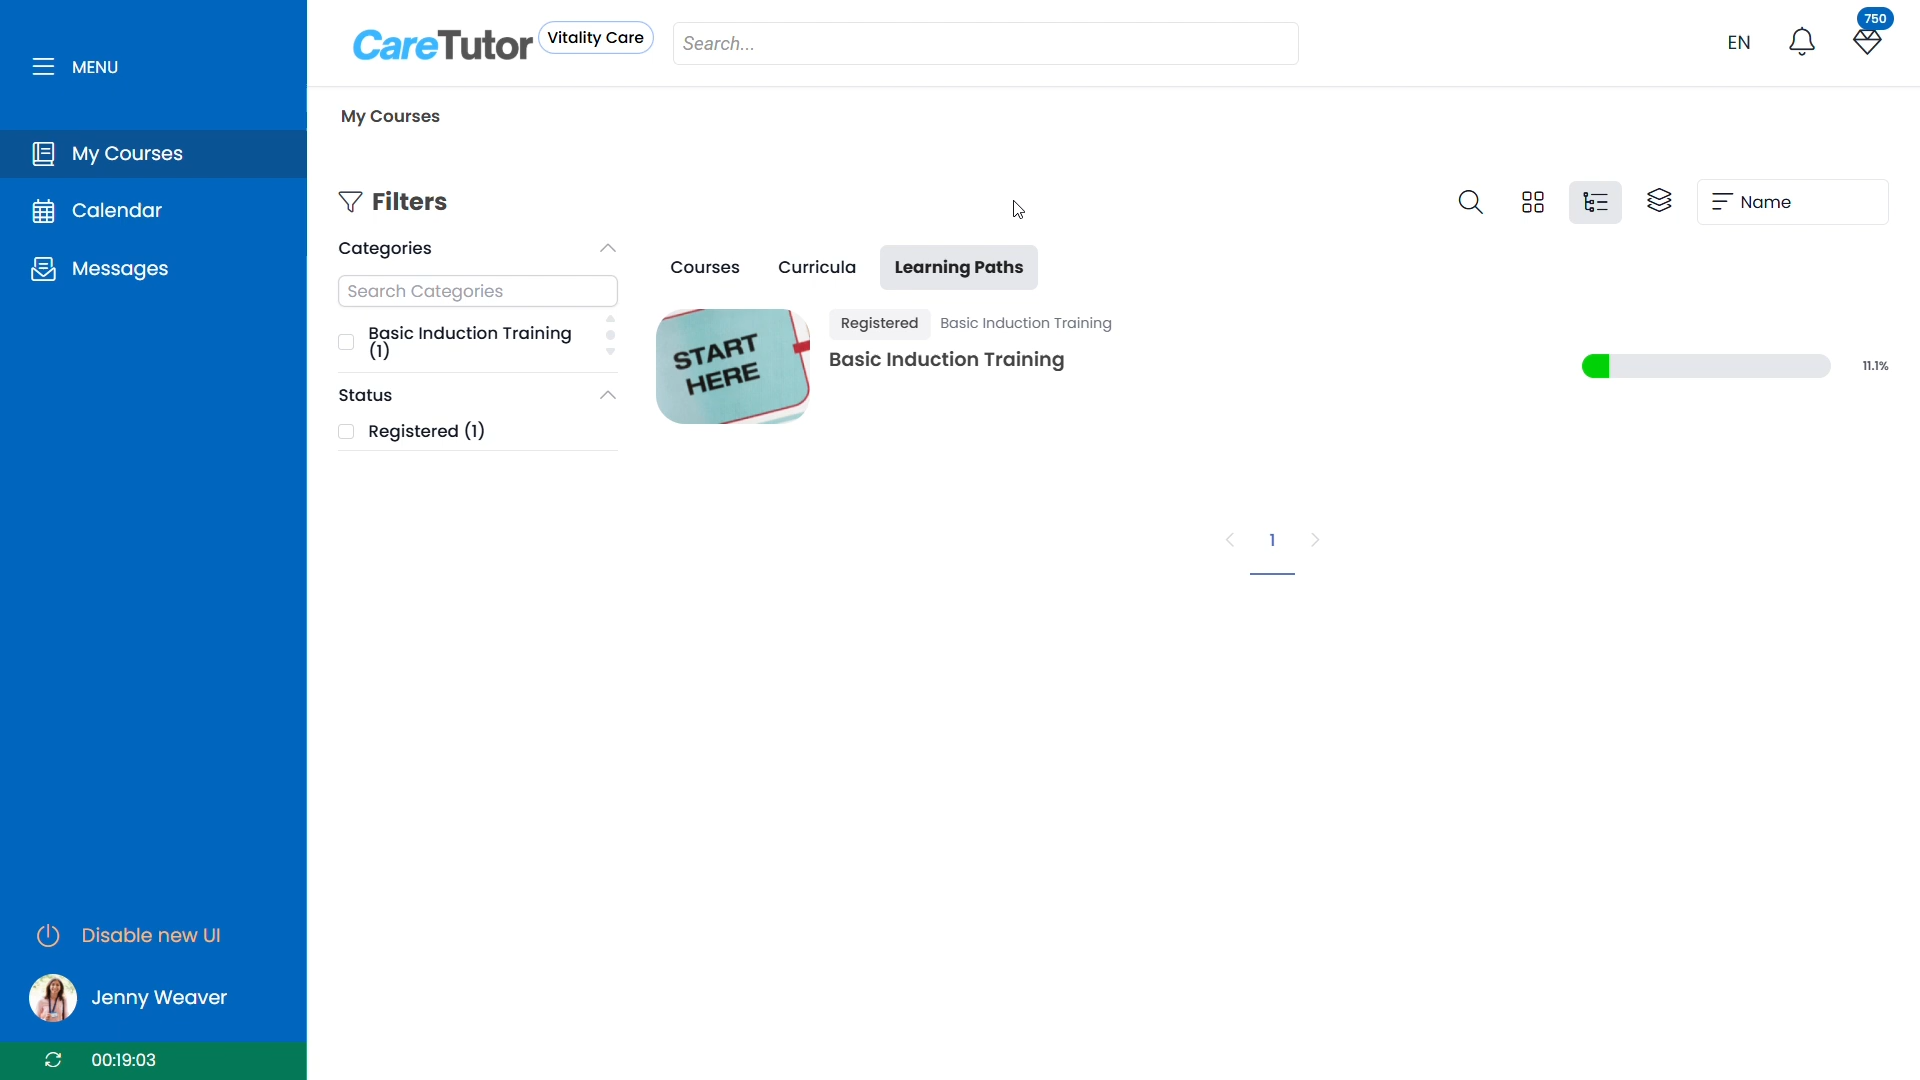 MENU
My Courses
Calendar
Messages
Disable new UI
Jenny Weaver
00:19:03
CareTutor
Vitality Care
Search...
EN
750
My Courses
Filters
Name
Categories
Search Categories
Basic Induction Training
(1)
Status
Registered (1)
Courses
Curricula
Learning Paths
START
HERE
Registered
Basic Induction Training
Basic Induction Training
11.1%
1